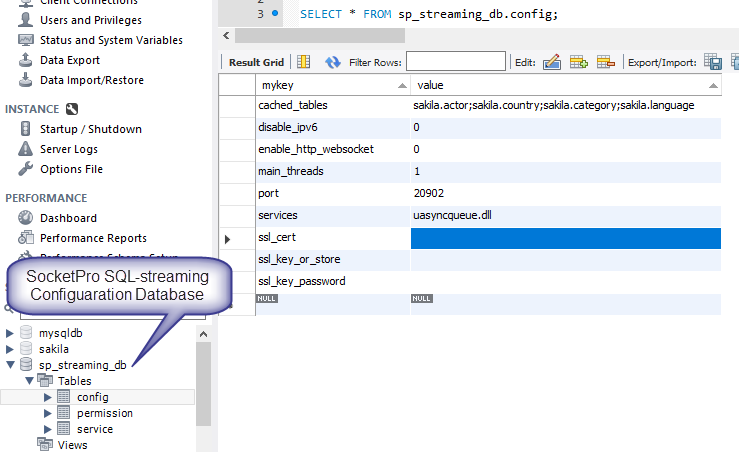 Client Connections
Users and Privileges
Status and System Variables
Data Export
Data Import/Restore
INSTANCE
Startup / Shutdown
Server Logs
Options File
PERFORMANCE
Dashboard
Performance Reports
Performance Schema Setup
SocketPro SQL-streaming
Configuaration Database
mysqldb
sakila
sp_streaming_db
Tables
config
permission
service
Views
2
3 SELECT * FROM sp_streaming_db.config;
Result Grid Filter Rows: Edit: Export/Import:
mykey value
cached_tables sakila.actor;sakila.country;sakila.category;sakila.language
disable_ipv6 0
enable_http_websocket 0
main_threads 1
port 20902
services uasyncqueue.dll
ssl_cert
ssl_key_or_store
ssl_key_password
NULL NULL